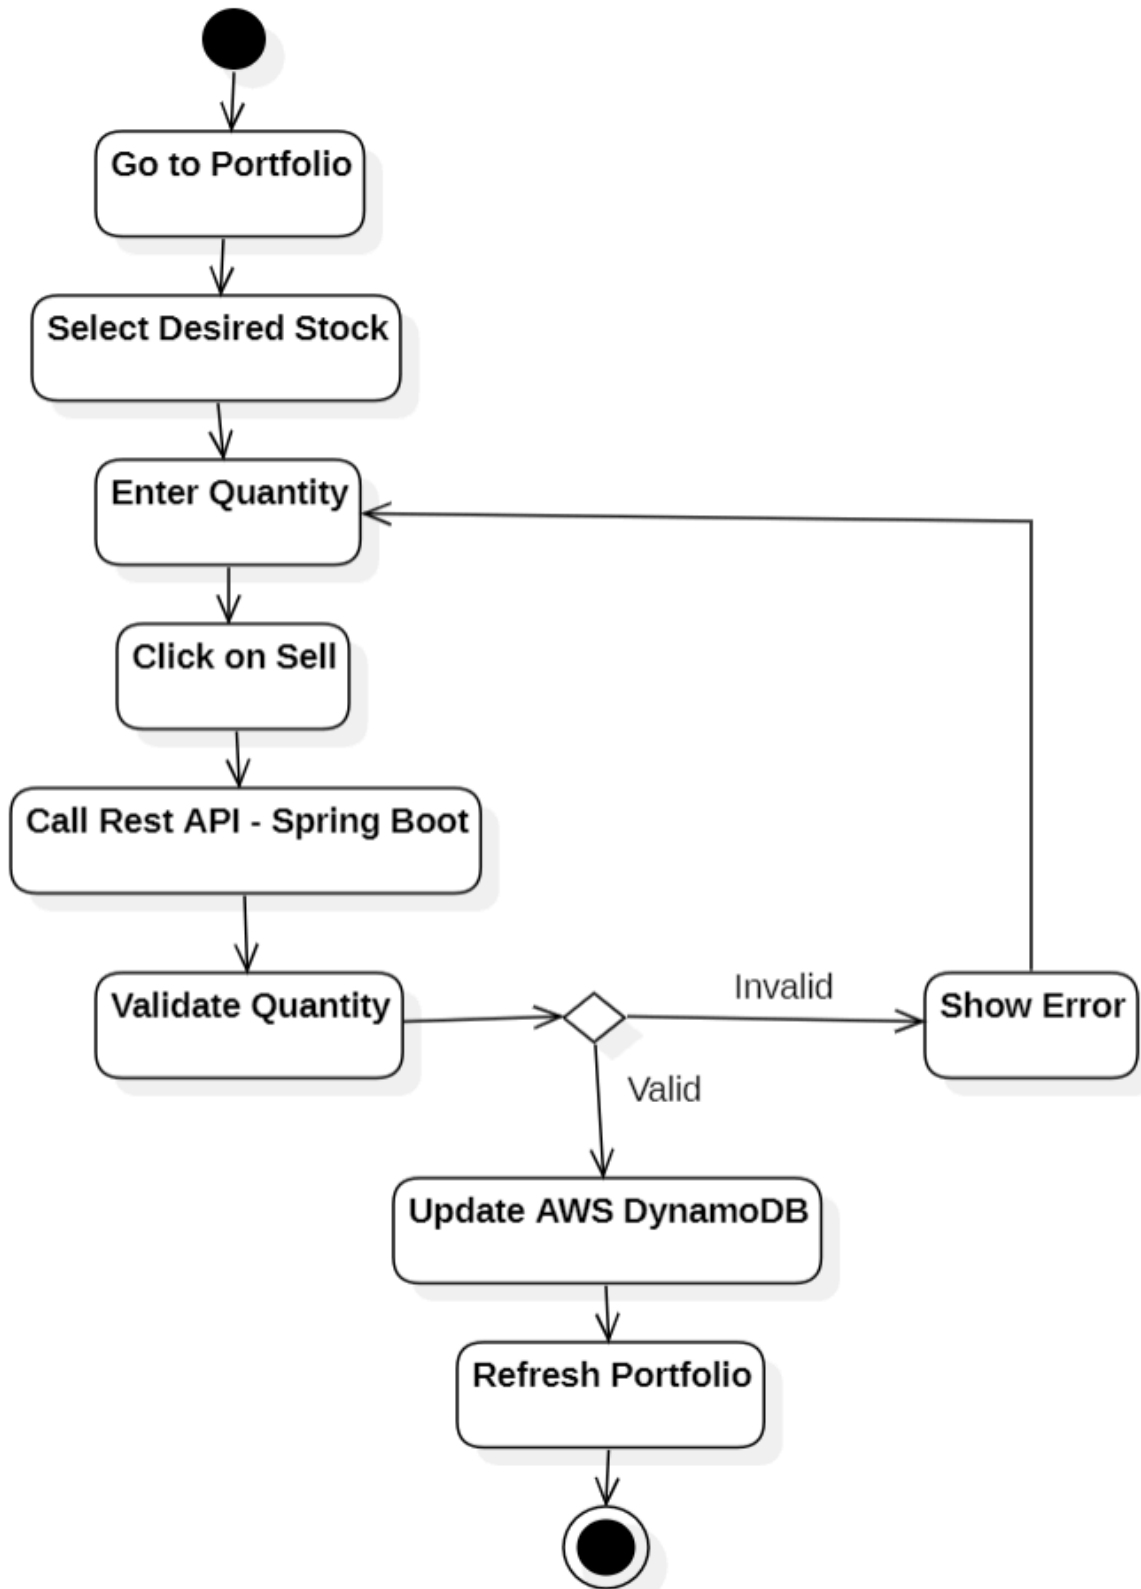 Go to Portfolio
Select Desired Stock
Enter Quantity
Click on Sell
Call Rest API - Spring Boot
Validate Quantity
Invalid
Show Error
Valid
Update AWS DynamoDB
Refresh Portfolio